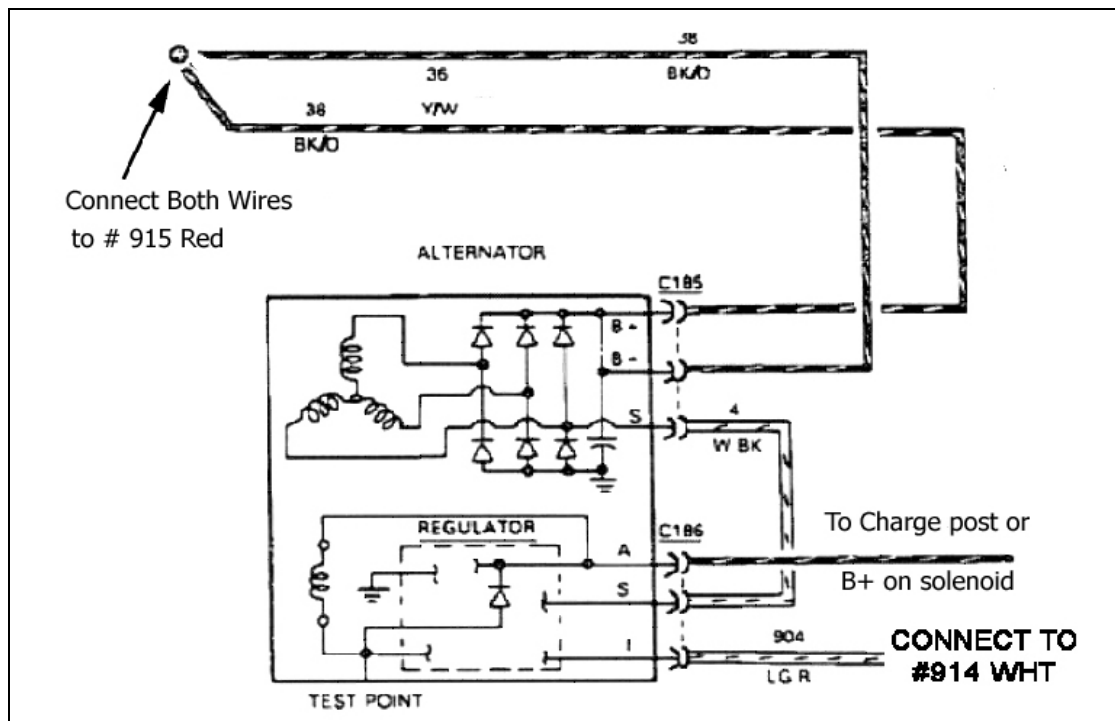 38
BK/O
36
Y/W
38
BK/O
Connect Both Wires
to # 915 Red
ALTERNATOR
C185
B +
B -
S
4
W BK
REGULATOR
C186
To Charge post or
A
B+ on solenoid
S
I
904
LG R
CONNECT TO
#914 WHT
TEST POINT